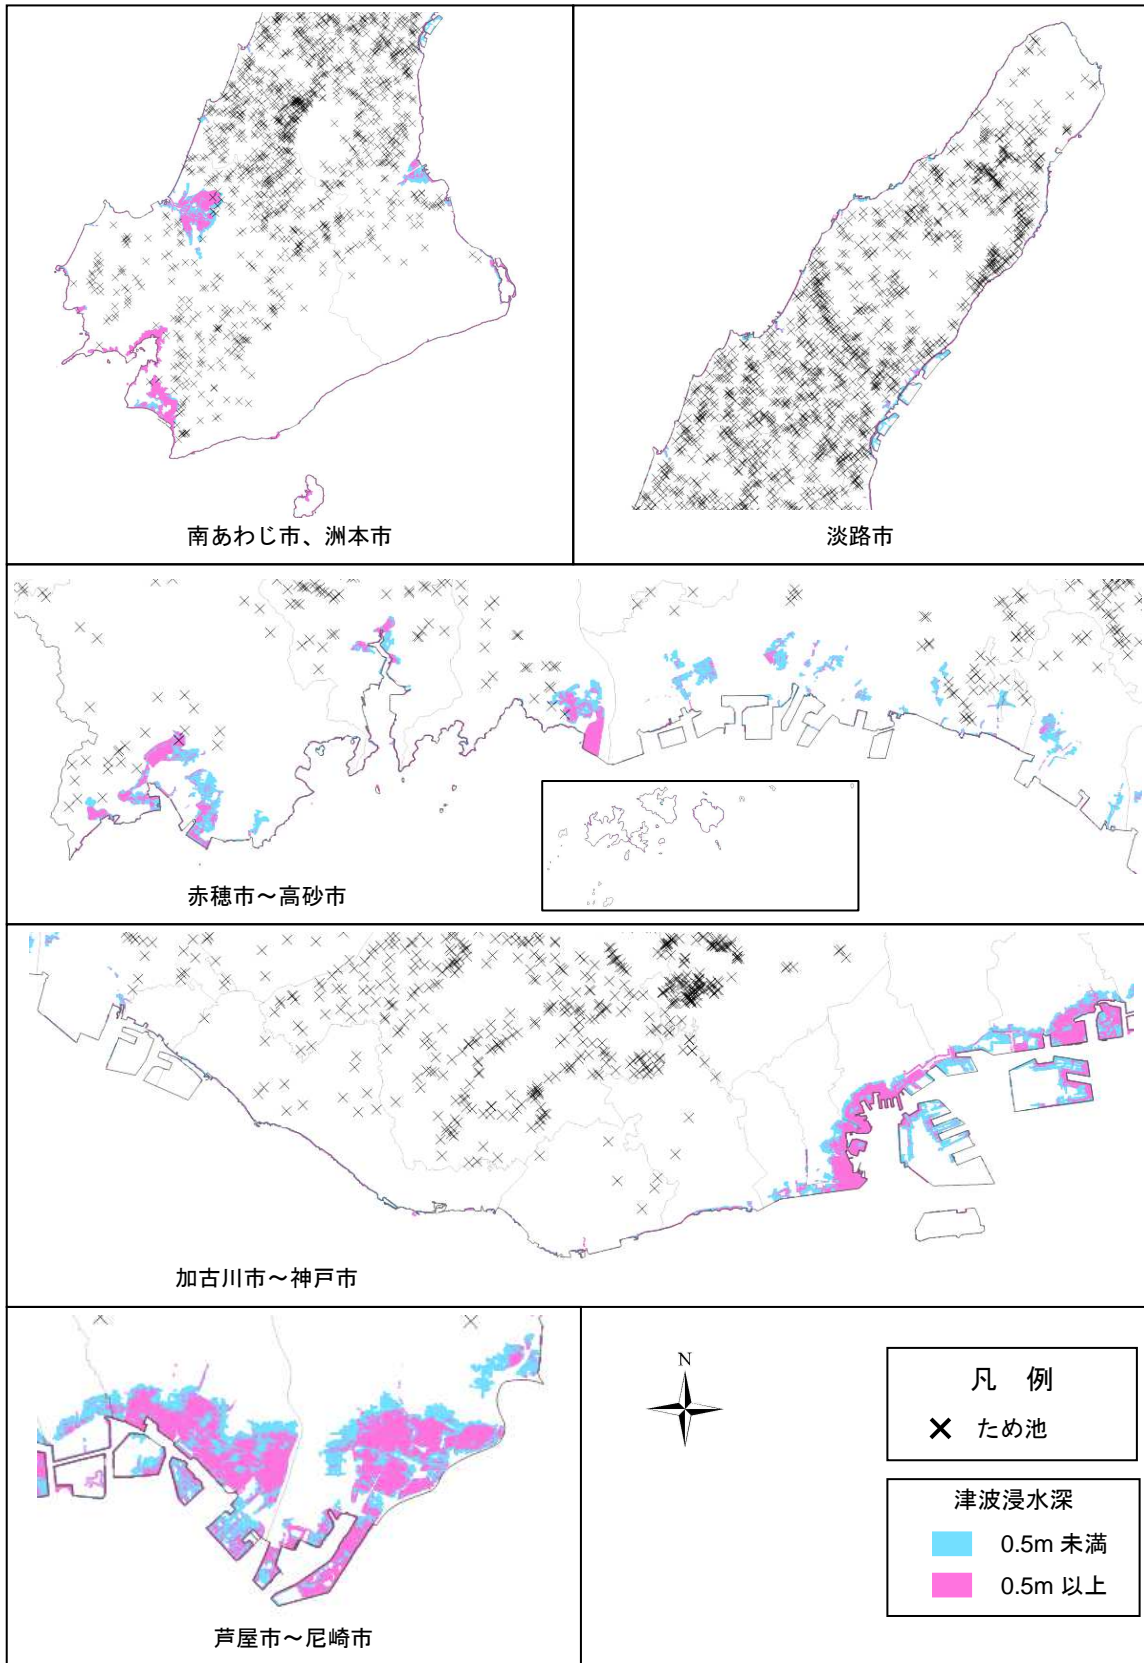 南あわじ市、洲本市
淡路市
赤穂市～高砂市
加古川市～神戸市
芦屋市～尼崎市
N
凡 例
ため池
津波浸水深
0.5m 未満
0.5m 以上